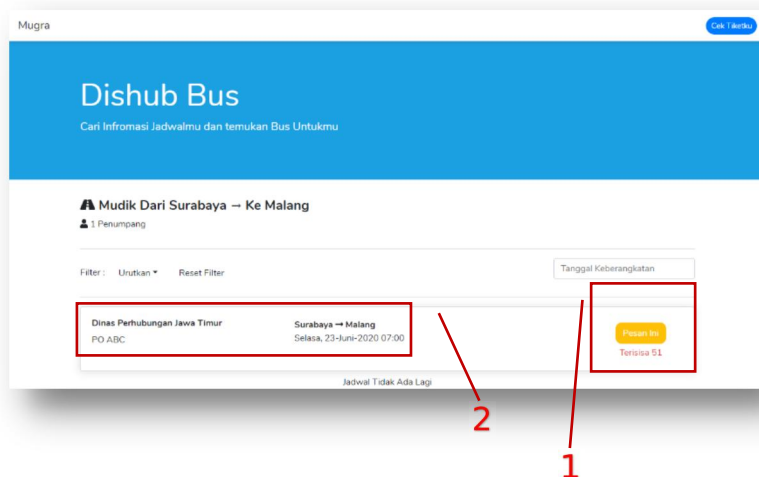 Mugra
Cek Tiketku
Dishub Bus
Cari Infromasi Jadwalmu dan temukan Bus Untukmu
Mudik Dari Surabaya → Ke Malang
1 Penumpang
Filter : Urutkan Reset Filter
Tanggal Keberangkatan
Dinas Perhubungan Jawa Timur
PO ABC
Surabaya → Malang
Selasa, 23-Juni-2020 07:00
Pesan Ini
Tersisa 51
Jadwal Tidak Ada Lagi
2
1